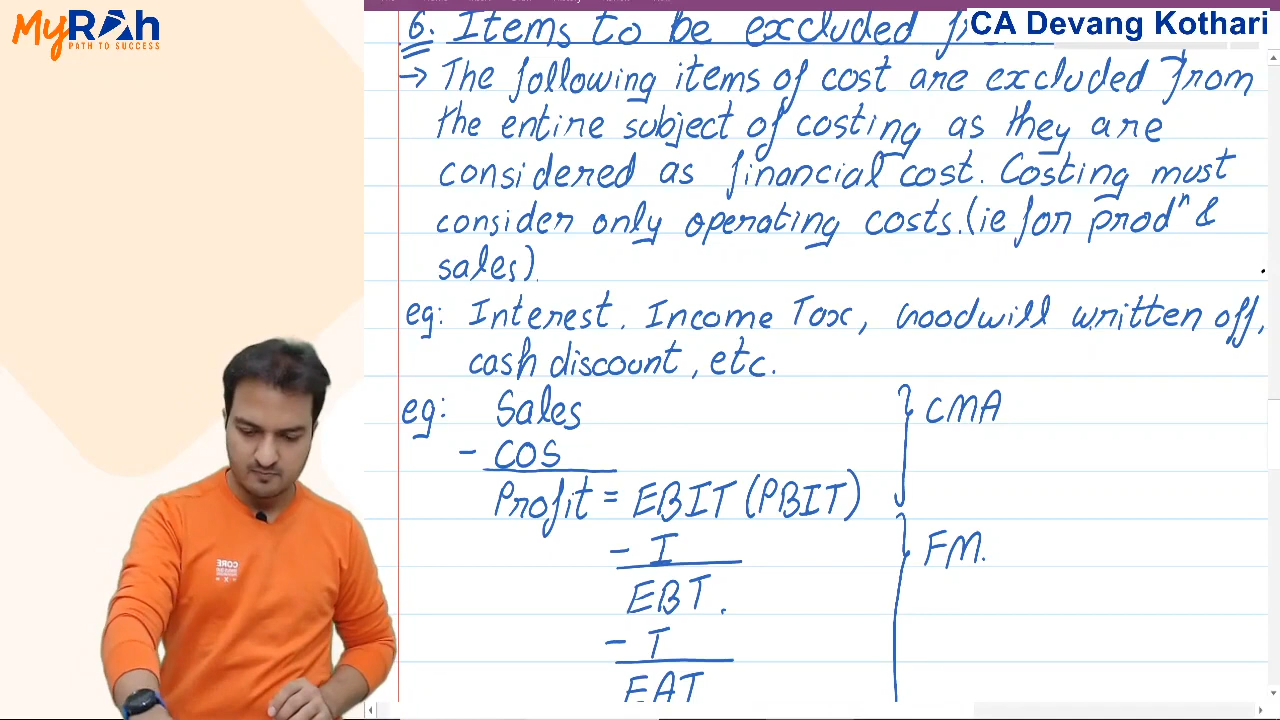 MyRah
PATH TO SUCCESS
CA Devang Kothari
6. Items to be excluded
→ The following items of cost are excluded from
the entire subject of costing as they are
considered as financial cost. Costing must
consider only operating costs. (ie for prodⁿ &
sales)
eg: Interest. Income Tax, Goodwill written off,
cash discount, etc.
eg: Sales } CMA
- COS
Profit = EBIT (PBIT)
- I } FM.
EBT.
- T
EAT
CORE